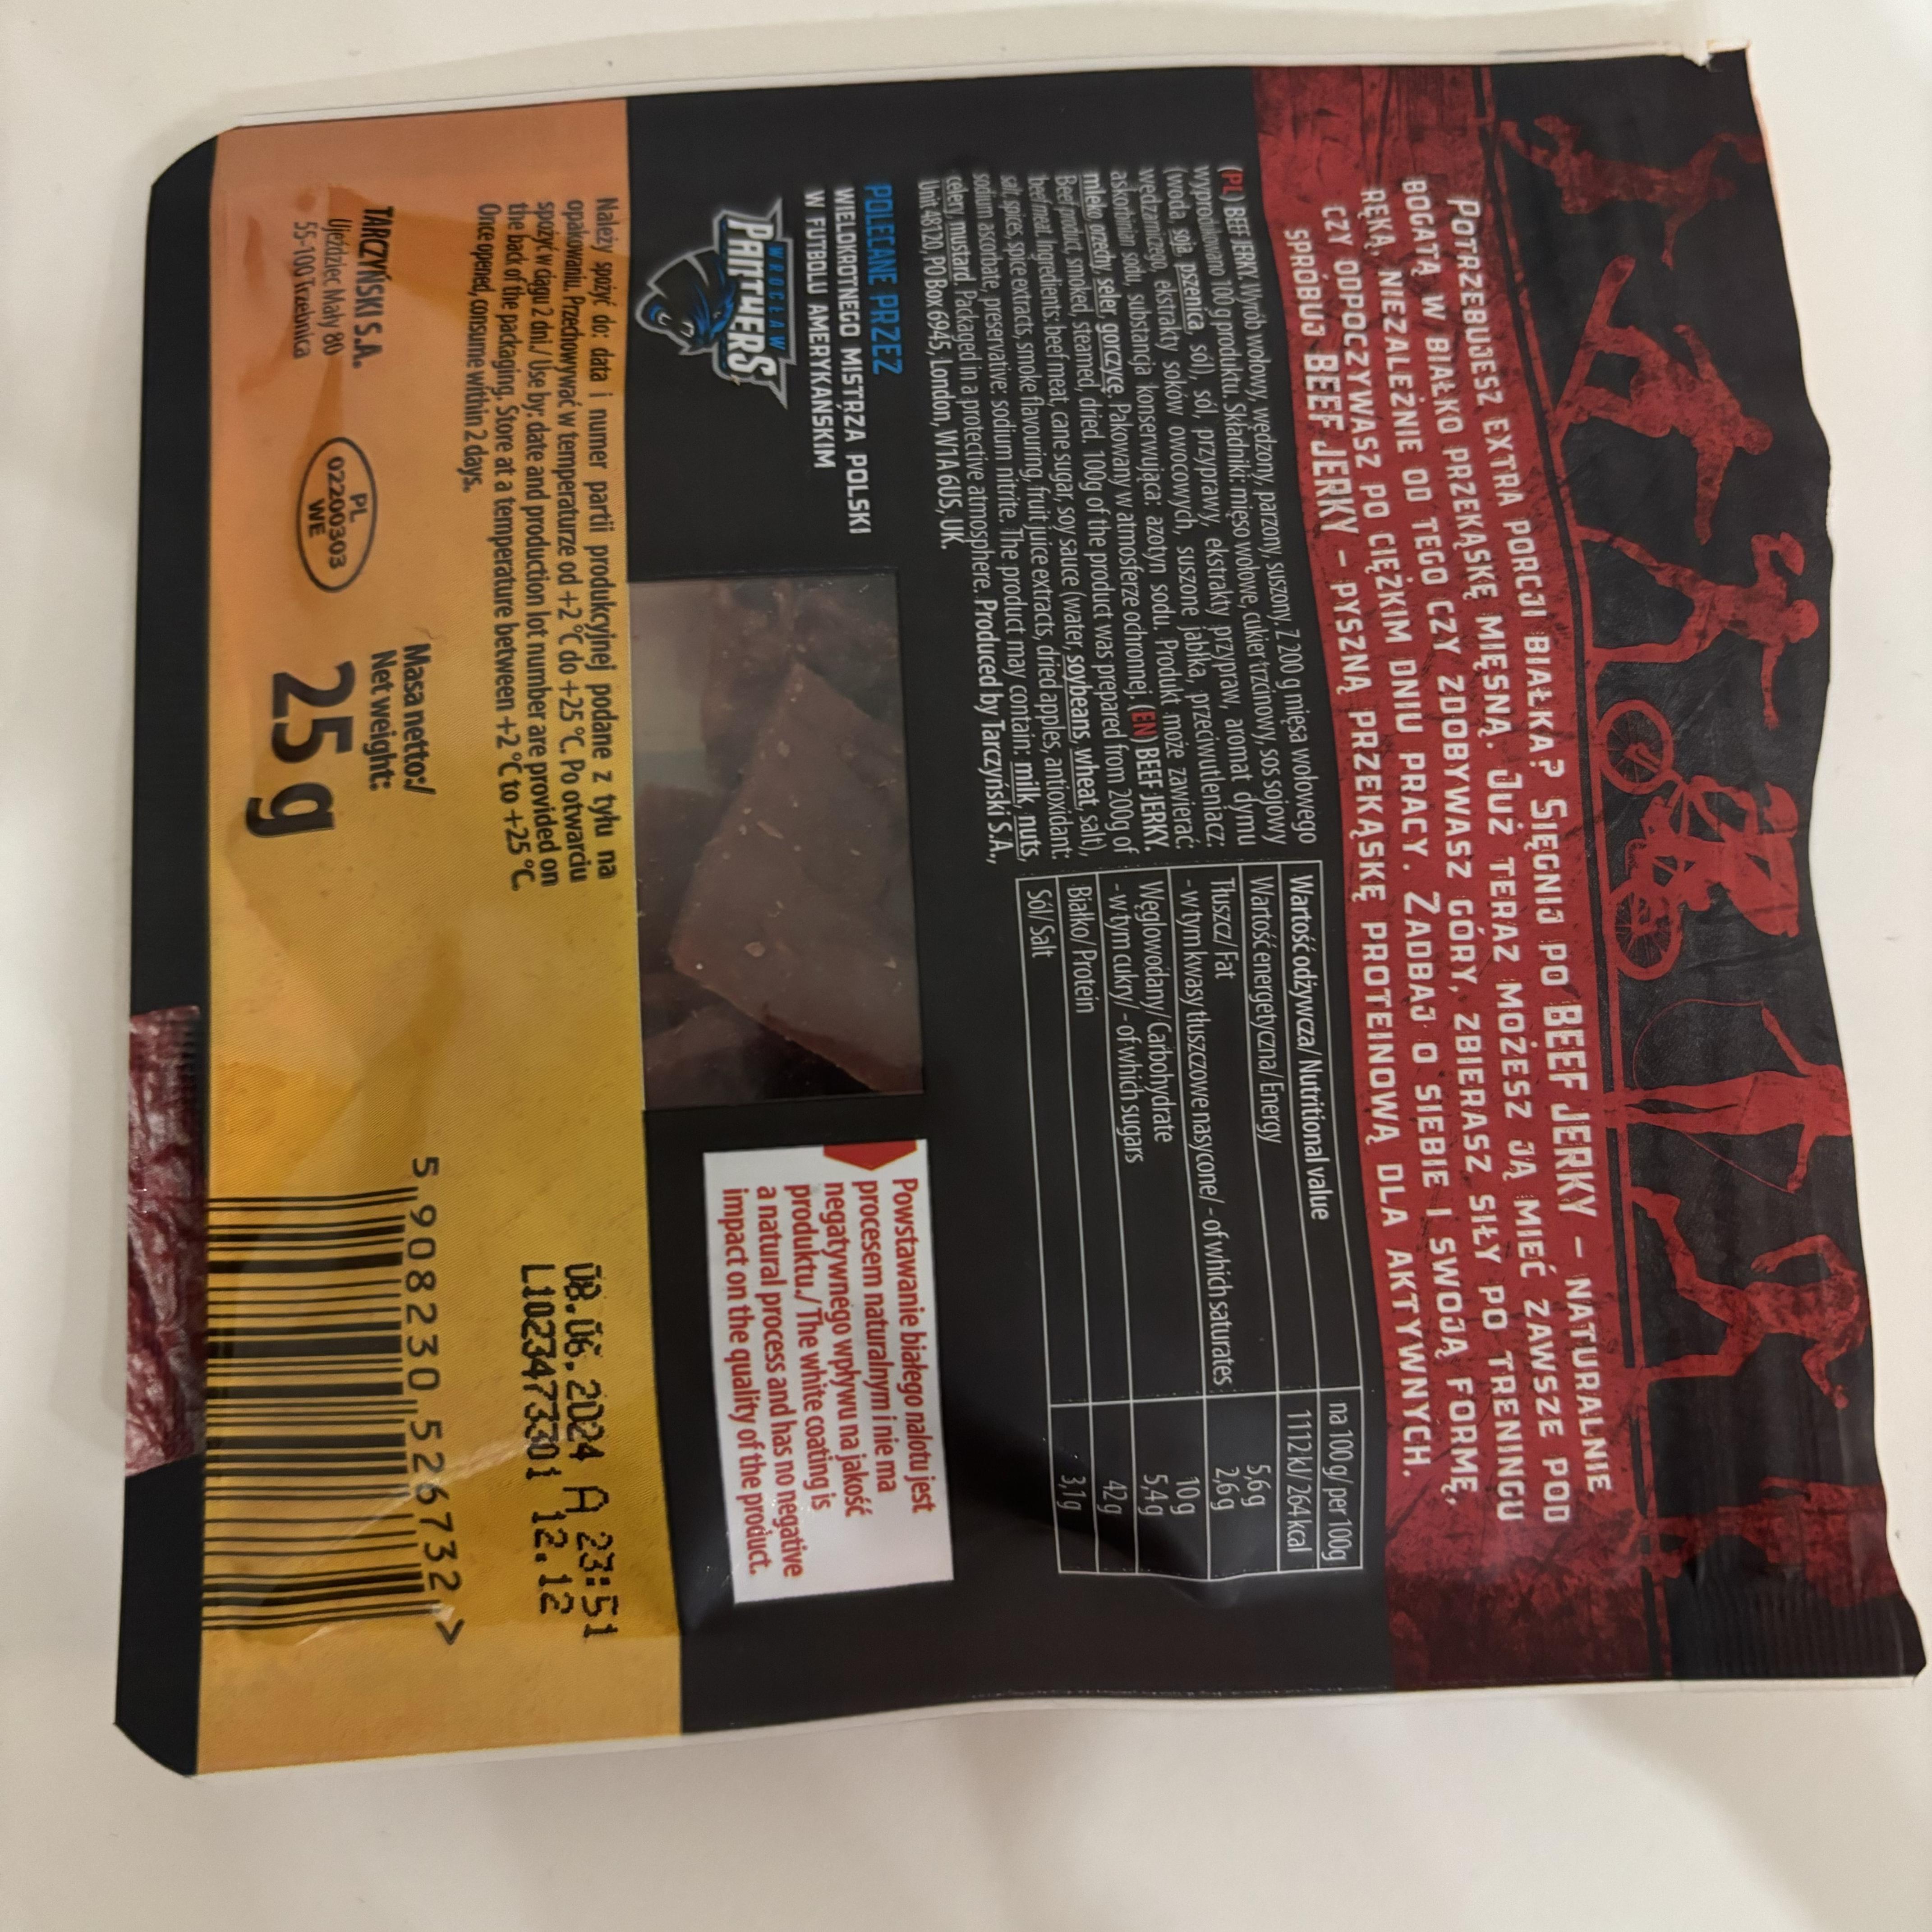 POTRZEBUJESZ EXTRA PORCJI BIAŁKA? SIĘGNIJ PO BEEF JERKY – NATURALNIE
BOGATĄ W BIAŁKO PRZEKĄSKĘ MIĘSNĄ. JUŻ TERAZ MOŻESZ JĄ MIEĆ ZAWSZE POD
RĘKĄ, NIEZALEŻNIE OD TEGO CZY ZDOBYWASZ GÓRY, ZBIERASZ SIŁY PO TRENINGU
CZY ODPOCZYWASZ PO CIĘŻKIM DNIU PRACY. ZADBAJ O SIEBIE I SWOJĄ FORMĘ,
SPRÓBUJ BEEF JERKY – PYSZNĄ PRZEKĄSKĘ PROTEINOWĄ DLA AKTYWNYCH.
(PL) BEEF JERKY. Wyrób wołowy, wędzony, parzony, suszony. Z 200 g mięsa wołowego
wyprodukowano 100 g produktu. Składniki: mięso wołowe, cukier trzcinowy, sos sojowy
(woda, soja, pszenica, sól), sól, przyprawy, ekstrakty przypraw, aromat dymu
wędzarniczego, ekstrakty soków owocowych, suszone jabłka, przeciwutleniacz:
askorbinian sodu, substancja konserwująca: azotyn sodu. Produkt może zawierać:
mleko, orzechy, seler, gorczycę. Pakowany w atmosferze ochronnej. (EN) BEEF JERKY.
Beef product, smoked, steamed, dried. 100g of the product was prepared from 200g of
beef meat. Ingredients: beef meat, cane sugar, soy sauce (water, soybeans, wheat, salt),
salt, spices, spice extracts, smoke flavouring, fruit juice extracts, dried apples, antioxidant:
sodium ascorbate, preservative: sodium nitrite. The product may contain: milk, nuts,
celery, mustard. Packaged in a protective atmosphere. Produced by Tarczyński S.A.,
Unit 48120, PO Box 6945, London, W1A 6US, UK.
Wartość odżywcza/ Nutritional value na 100 g/ per 100g
Wartość energetyczna/ Energy 1112 kJ/ 264 kcal
Tłuszcz/ Fat 5,6 g
- w tym kwasy tłuszczowe nasycone/ - of which saturates 2,6 g
Węglowodany/ Carbohydrate 10 g
- w tym cukry/ - of which sugars 5,4 g
Białko/ Protein 42 g
Sól/ Salt 3,1 g
POLECANE PRZEZ
WIELOKROTNEGO MISTRZA POLSKI
W FUTBOLU AMERYKAŃSKIM
WROCŁAW
PANTHERS
Powstawanie białego nalotu jest
procesem naturalnym i nie ma
negatywnego wpływu na jakość
produktu./ The white coating is
a natural process and has no negative
impact on the quality of the product.
Należy spożyć do: data i numer partii produkcyjnej podane z tyłu na
opakowaniu. Przechowywać w temperaturze od +2 °C do +25 °C. Po otwarciu
spożyć w ciągu 2 dni./ Use by: date and production lot number are provided on
the back of the packaging. Store at a temperature between +2 °C to +25 °C.
Once opened, consume within 2 days.
08.06.2024 A 23:51
L1023473301 12.12
TARCZYŃSKI S.A.
Ujeździec Mały 80
55-100 Trzebnica
PL
02200303
WE
Masa netto:/
Net weight:
25 g
5 908230 526732 >